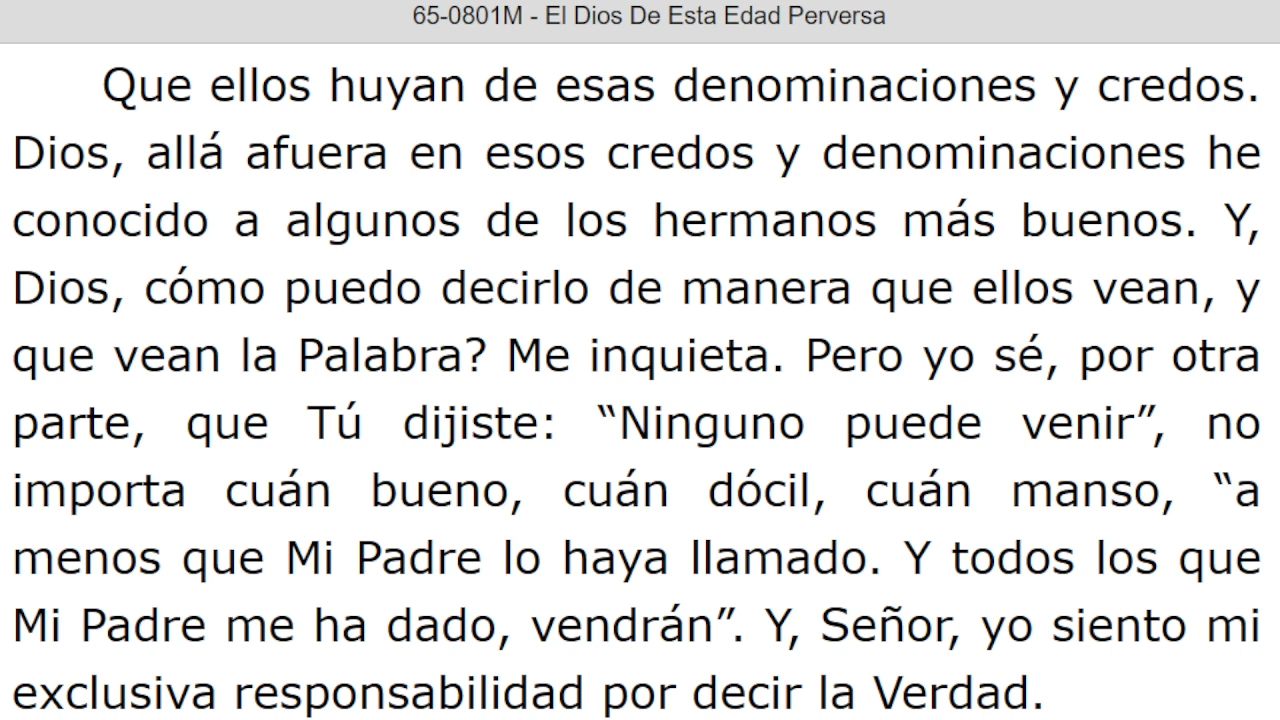 65-0801M - El Dios De Esta Edad Perversa
Que ellos huyan de esas denominaciones y credos.
Dios, allá afuera en esos credos y denominaciones he
conocido a algunos de los hermanos más buenos. Y,
Dios, cómo puedo decirlo de manera que ellos vean, y
que vean la Palabra? Me inquieta. Pero yo sé, por otra
parte, que Tú dijiste: “Ninguno puede venir”, no
importa cuán bueno, cuán dócil, cuán manso, “a
menos que Mi Padre lo haya llamado. Y todos los que
Mi Padre me ha dado, vendrán”. Y, Señor, yo siento mi
exclusiva responsabilidad por decir la Verdad.